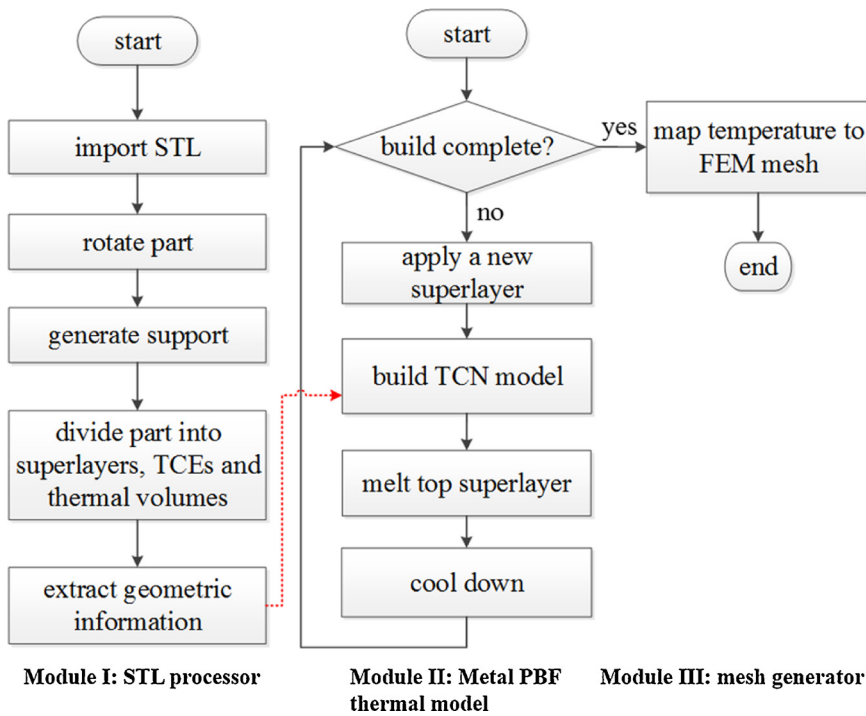 start
import STL
rotate part
generate support
divide part into
superlayers, TCEs and
thermal volumes
extract geometric
information
Module I: STL processor
start
build complete?
yes
no
apply a new
superlayer
build TCN model
melt top superlayer
cool down
Module II: Metal PBF
thermal model
map temperature to
FEM mesh
end
Module III: mesh generator